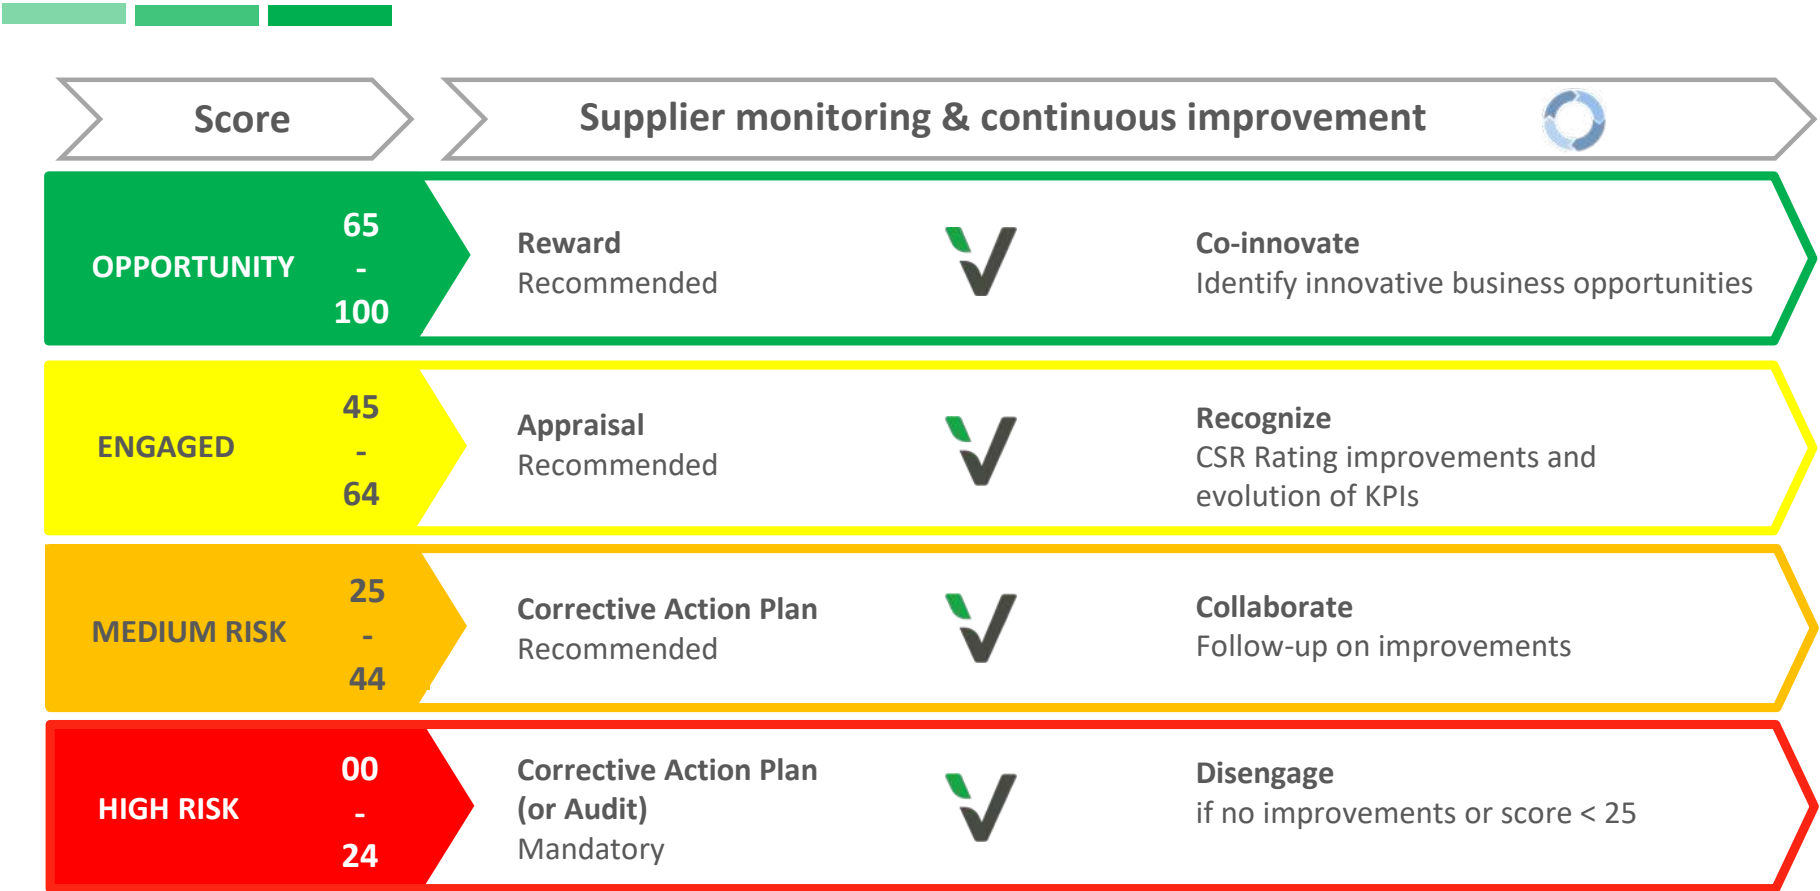 Score
Supplier monitoring & continuous improvement
OPPORTUNITY
65
-
100
Reward
Recommended
Co-innovate
Identify innovative business opportunities
ENGAGED
45
-
64
Appraisal
Recommended
Recognize
CSR Rating improvements and
evolution of KPIs
MEDIUM RISK
25
-
44
Corrective Action Plan
Recommended
Collaborate
Follow-up on improvements
HIGH RISK
00
-
24
Corrective Action Plan
(or Audit)
Mandatory
Disengage
if no improvements or score < 25